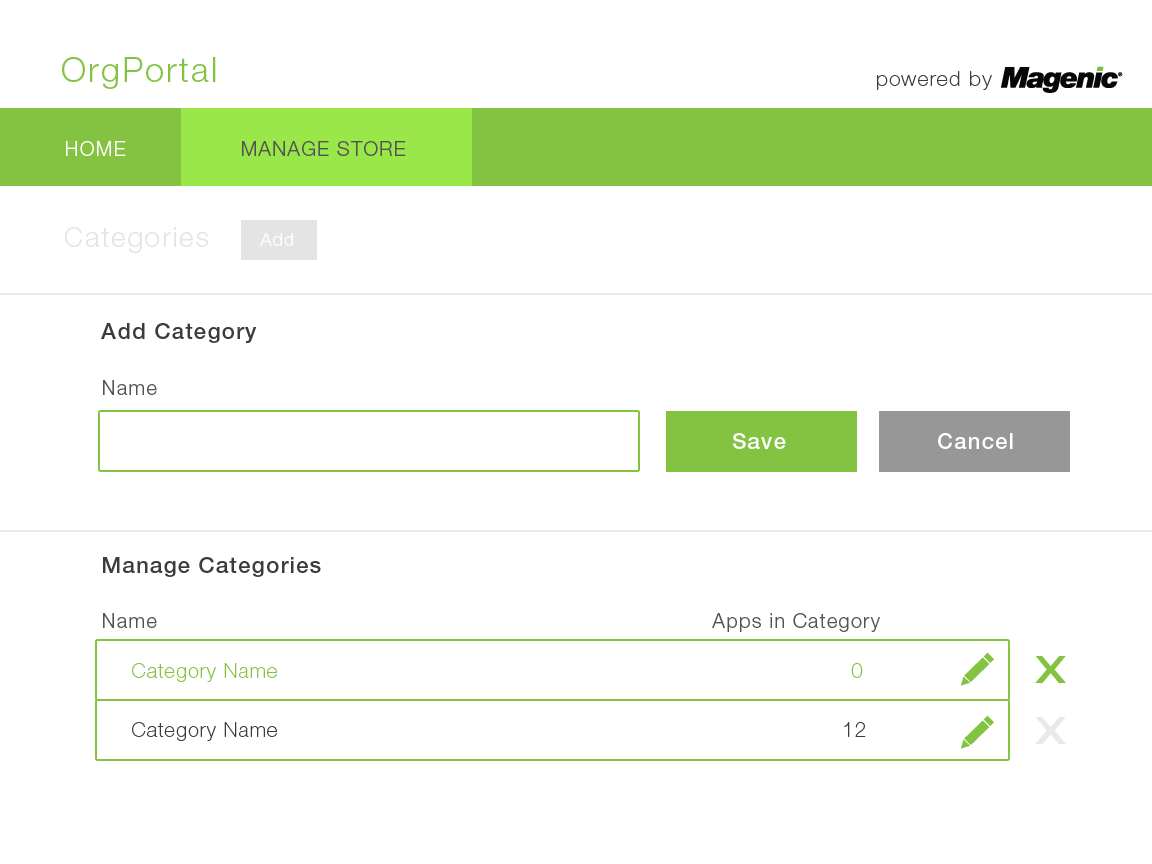 OrgPortal
powered by Magenic
HOME MANAGE STORE
Categories Add
Add Category
Name
Save Cancel
Manage Categories
Name Apps in Category
Category Name 0 X
Category Name 12 X